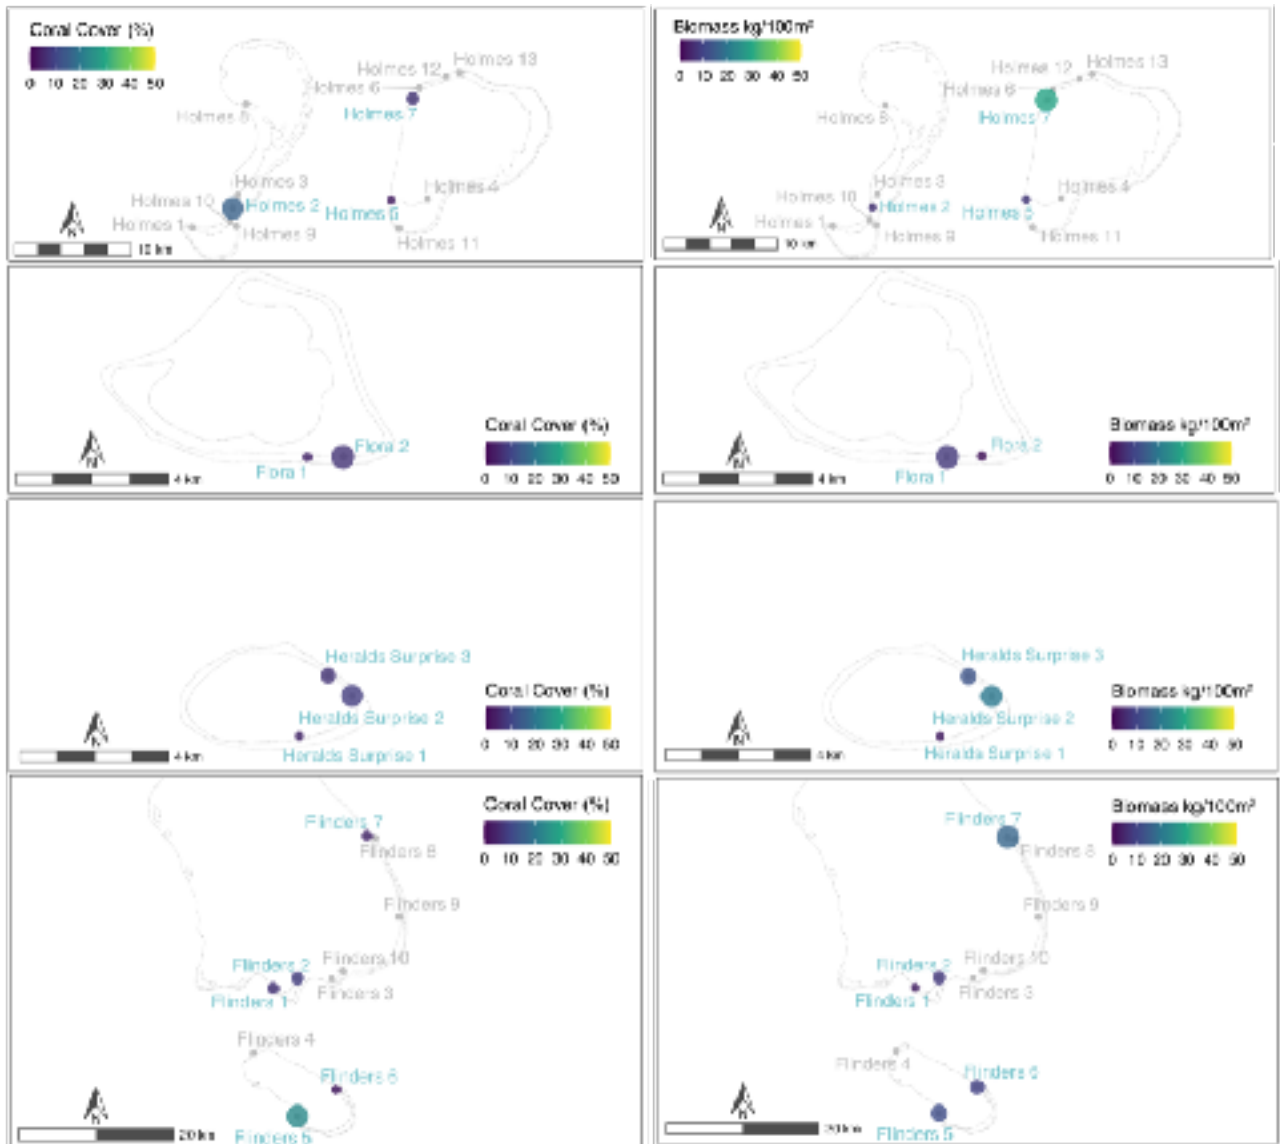 Coral Cover (%)
0 10 20 30 40 50
Holmes 12
Holmes 13
Holmes 6
Holmes 7
Holmes 8
Holmes 3
Holmes 10
Holmes 2
Holmes 1
Holmes 9
Holmes 4
Holmes 5
Holmes 11
N
10 km
Biomass kg/100m²
0 10 20 30 40 50
Holmes 12
Holmes 13
Holmes 6
Holmes 7
Holmes 8
Holmes 3
Holmes 10
Holmes 2
Holmes 1
Holmes 9
Holmes 4
Holmes 5
Holmes 11
N
10 km
Coral Cover (%)
0 10 20 30 40 50
Flora 2
Flora 1
N
4 km
Biomass kg/100m²
0 10 20 30 40 50
Flora 2
Flora 1
N
4 km
Heralds Surprise 3
Coral Cover (%)
0 10 20 30 40 50
Heralds Surprise 2
Heralds Surprise 1
N
4 km
Heralds Surprise 3
Biomass kg/100m²
0 10 20 30 40 50
Heralds Surprise 2
Heralds Surprise 1
N
4 km
Coral Cover (%)
0 10 20 30 40 50
Flinders 7
Flinders 8
Flinders 9
Flinders 2
Flinders 10
Flinders 1
Flinders 3
Flinders 4
Flinders 6
Flinders 5
N
20 km
Biomass kg/100m²
0 10 20 30 40 50
Flinders 7
Flinders 8
Flinders 9
Flinders 2
Flinders 10
Flinders 1
Flinders 3
Flinders 4
Flinders 6
Flinders 5
N
20 km